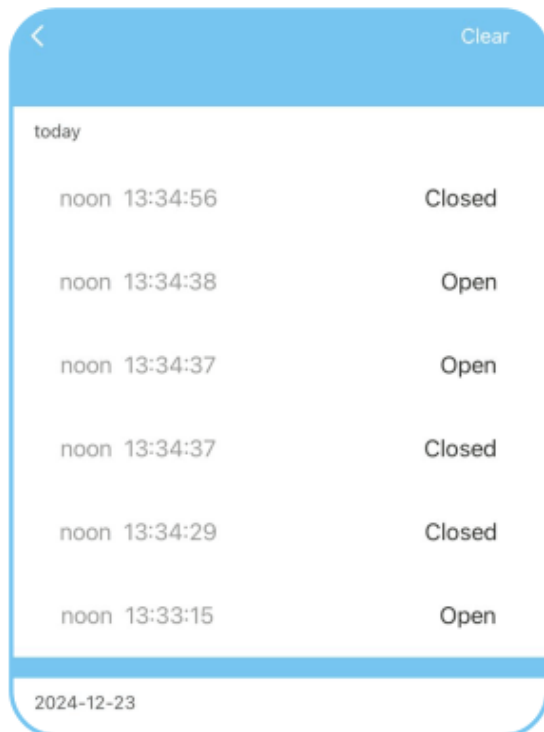 Clear
today
noon 13:34:56 Closed
noon 13:34:38 Open
noon 13:34:37 Open
noon 13:34:37 Closed
noon 13:34:29 Closed
noon 13:33:15 Open
2024-12-23